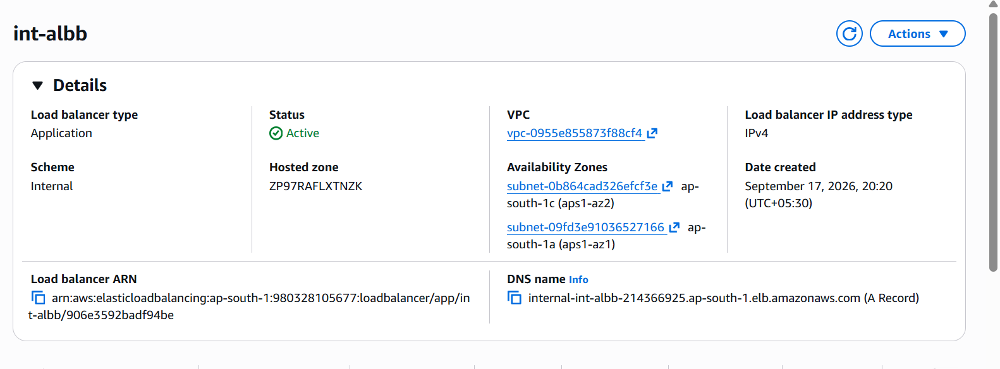 int-albb
Actions
Details
Load balancer type
Application
Status
Active
VPC
vpc-0955e855873f88cf4
Load balancer IP address type
IPv4
Scheme
Internal
Hosted zone
ZP97RAFLXTNZK
Availability Zones
subnet-0b864cad326efcf3e ap-
south-1c (aps1-az2)
subnet-09fd3e91036527166 ap-
south-1a (aps1-az1)
Date created
September 17, 2026, 20:20
(UTC+05:30)
Load balancer ARN
arn:aws:elasticloadbalancing:ap-south-1:980328105677:loadbalancer/app/in
t-albb/906e3592badf94be
DNS name Info
internal-int-albb-214366925.ap-south-1.elb.amazonaws.com (A Record)